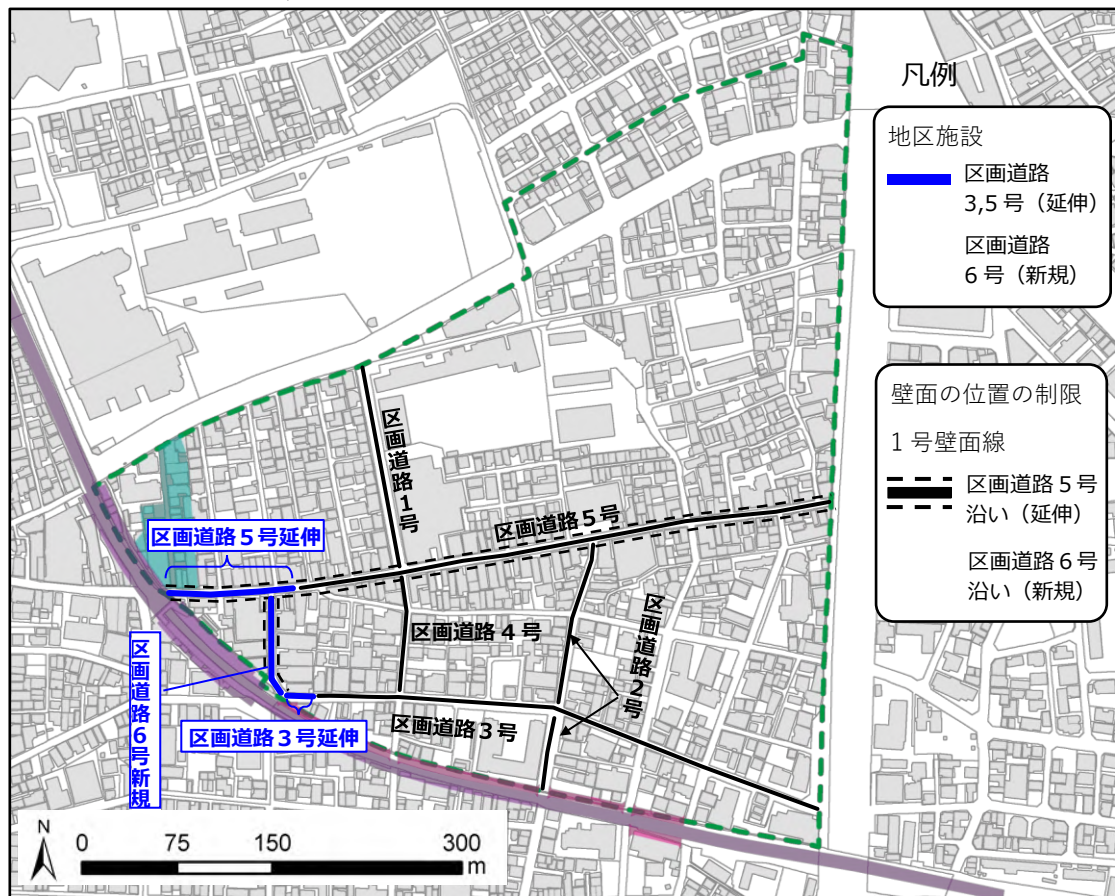 凡例
地区施設
区画道路
3,5号（延伸）
区画道路
6号（新規）
壁面の位置の制限
1号壁面線
区画道路5号
沿い（延伸）
区画道路6号
沿い（新規）
区画道路1号
区画道路5号
区画道路5号延伸
区画道路4号
区画道路2号
区画道路6号新規
区画道路3号
区画道路3号延伸
N
0 75 150 300
m